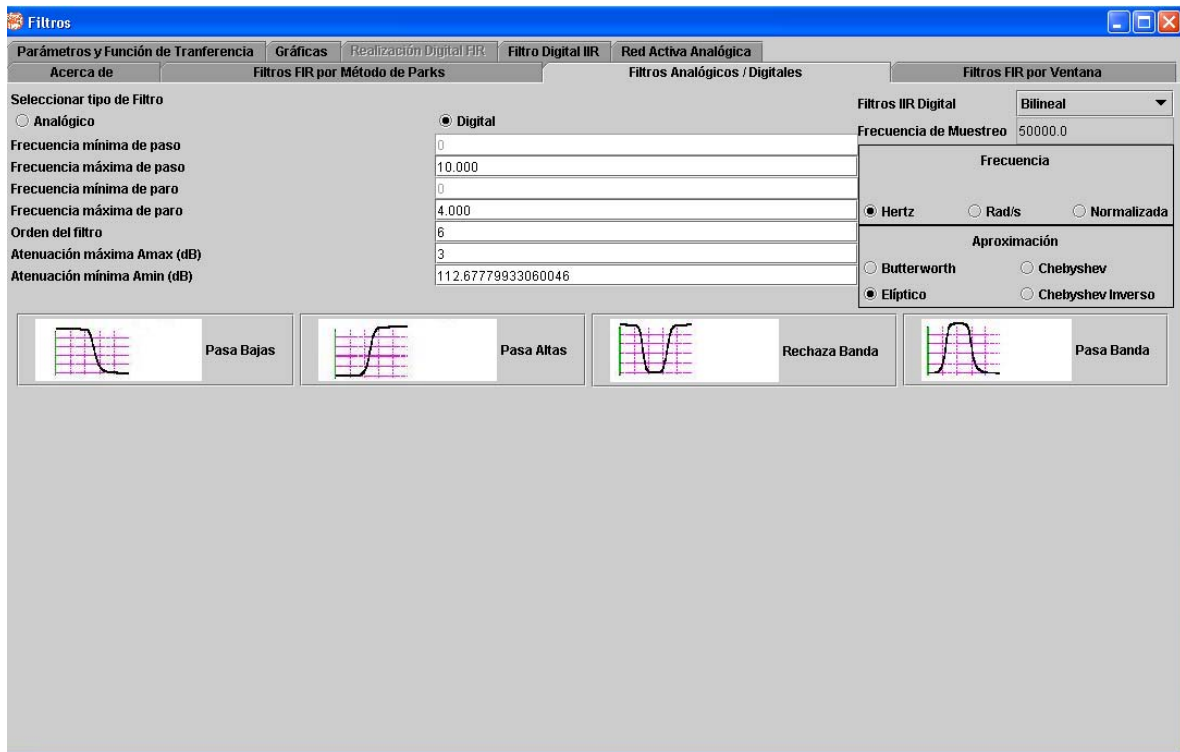 Filtros
Parámetros y Función de Tranferencia Gráficas Realización Digital FIR Filtro Digital IIR Red Activa Analógica
Acerca de Filtros FIR por Método de Parks Filtros Analógicos / Digitales Filtros FIR por Ventana
Seleccionar tipo de Filtro
Analógico Digital
Frecuencia mínima de paso 0
Frecuencia máxima de paso 10.000
Frecuencia mínima de paro 0
Frecuencia máxima de paro 4.000
Orden del filtro 6
Atenuación máxima Amax (dB) 3
Atenuación mínima Amin (dB) 112.67779933060046
Filtros IIR Digital Bilineal
Frecuencia de Muestreo 50000.0
Frecuencia
Hertz Rad/s Normalizada
Aproximación
Butterworth Chebyshev
Elíptico Chebyshev Inverso
Pasa Bajas Pasa Altas Rechaza Banda Pasa Banda